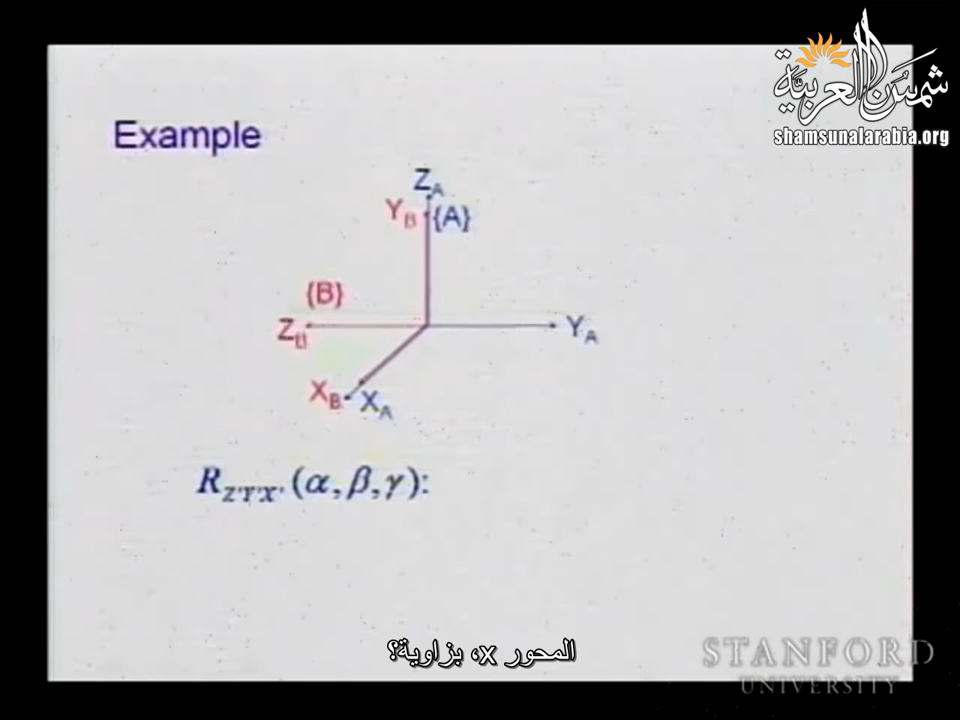 شمس العربية
shamsunalarabia.org
Example
Z_A
Y_B {A}
{B}
Z_B Y_A
X_B X_A
R_{Z'Y'X'}(α,β,γ):
المحور x، بزاوية؟
STANFORD
UNIVERSITY